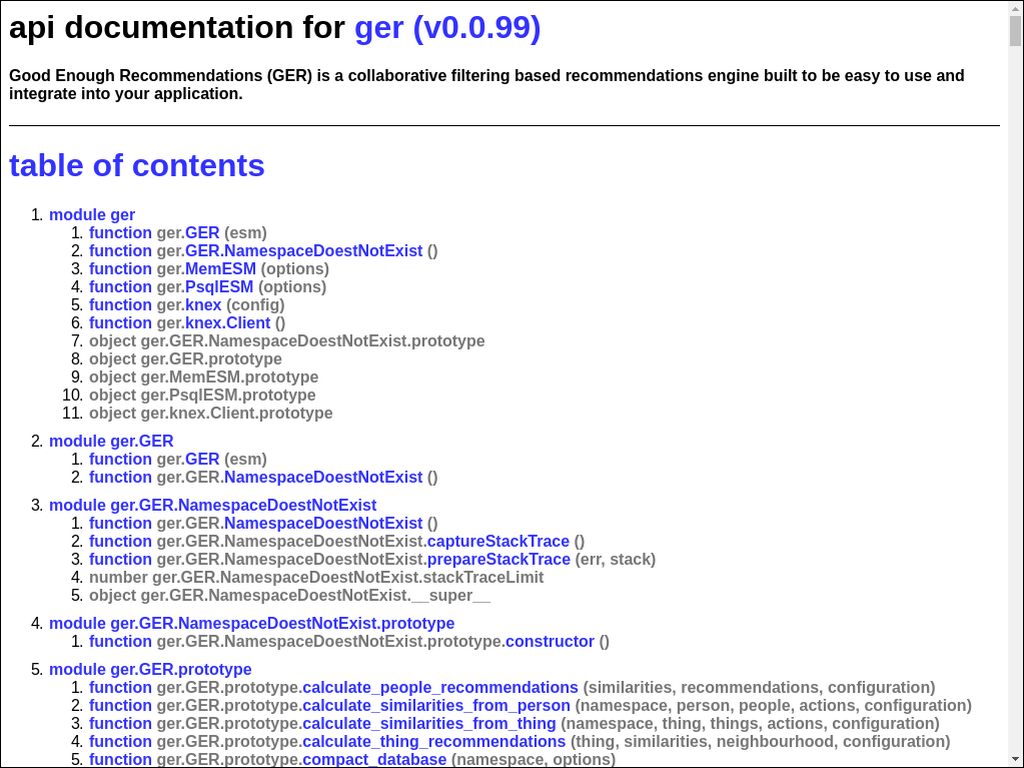 api documentation for ger (v0.0.99)
Good Enough Recommendations (GER) is a collaborative filtering based recommendations engine built to be easy to use and
integrate into your application.
table of contents
1. module ger
1. function ger.GER (esm)
2. function ger.GER.NamespaceDoestNotExist ()
3. function ger.MemESM (options)
4. function ger.PsqlESM (options)
5. function ger.knex (config)
6. function ger.knex.Client ()
7. object ger.GER.NamespaceDoestNotExist.prototype
8. object ger.GER.prototype
9. object ger.MemESM.prototype
10. object ger.PsqlESM.prototype
11. object ger.knex.Client.prototype
2. module ger.GER
1. function ger.GER (esm)
2. function ger.GER.NamespaceDoestNotExist ()
3. module ger.GER.NamespaceDoestNotExist
1. function ger.GER.NamespaceDoestNotExist ()
2. function ger.GER.NamespaceDoestNotExist.captureStackTrace ()
3. function ger.GER.NamespaceDoestNotExist.prepareStackTrace (err, stack)
4. number ger.GER.NamespaceDoestNotExist.stackTraceLimit
5. object ger.GER.NamespaceDoestNotExist.__super__
4. module ger.GER.NamespaceDoestNotExist.prototype
1. function ger.GER.NamespaceDoestNotExist.prototype.constructor ()
5. module ger.GER.prototype
1. function ger.GER.prototype.calculate_people_recommendations (similarities, recommendations, configuration)
2. function ger.GER.prototype.calculate_similarities_from_person (namespace, person, people, actions, configuration)
3. function ger.GER.prototype.calculate_similarities_from_thing (namespace, thing, things, actions, configuration)
4. function ger.GER.prototype.calculate_thing_recommendations (thing, similarities, neighbourhood, configuration)
5. function ger.GER.prototype.compact_database (namespace, options)